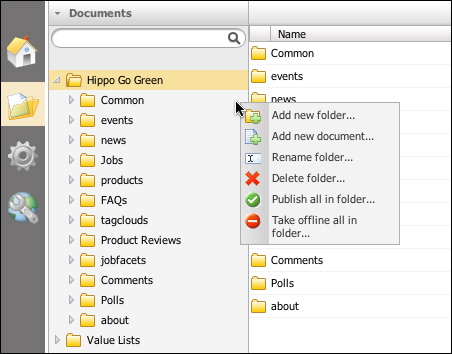 Documents
Name
Hippo Go Green
Common
events
news
Jobs
products
FAQs
tagclouds
Product Reviews
jobfacets
Comments
Polls
about
Value Lists
Common
events
news
Add new folder...
Add new document...
Rename folder...
Delete folder...
Publish all in folder...
Take offline all in
folder...
Comments
Polls
about